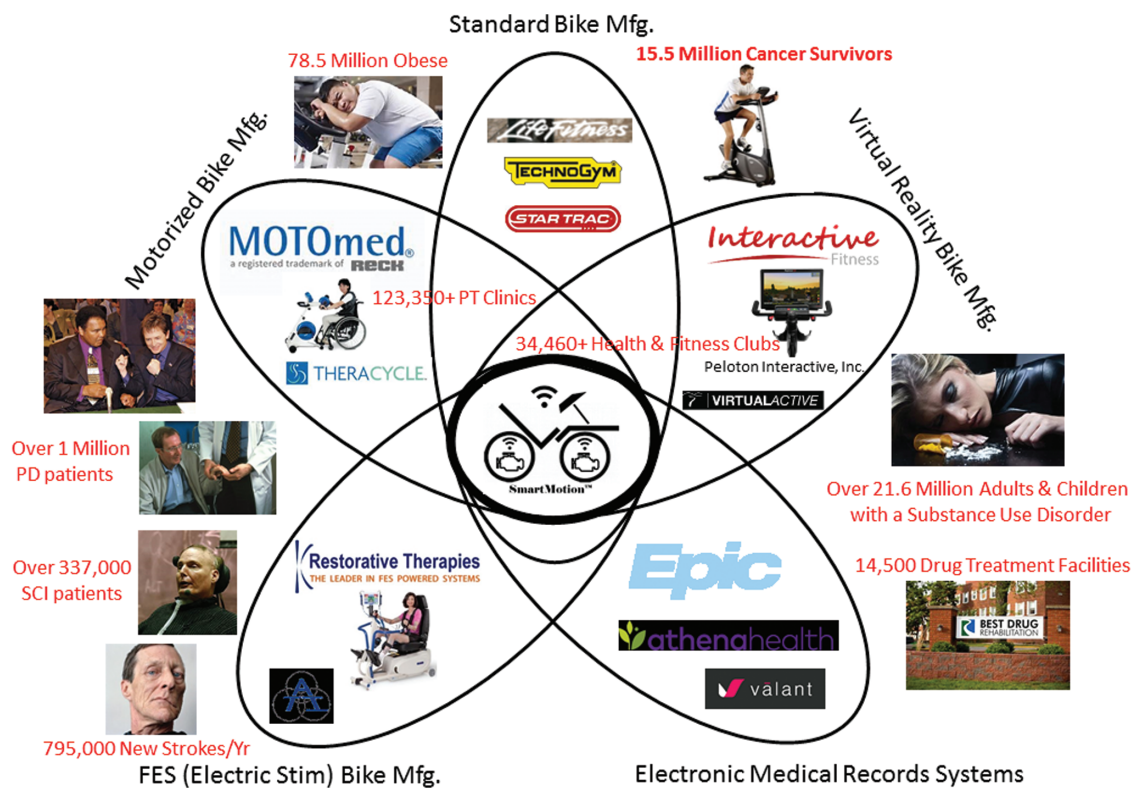 Standard Bike Mfg.
78.5 Million Obese
15.5 Million Cancer Survivors
Motorized Bike Mfg.
Virtual Reality Bike Mfg.
LifeFitness
TECHNOGYM
STAR TRAC
MOTOmed®
a registered trademark of RECK
123,350+ PT Clinics
THERACYCLE.
Interactive
Fitness
34,460+ Health & Fitness Clubs
Peloton Interactive, Inc.
VIRTUALACTIVE
SmartMotion™
Over 1 Million
PD patients
Over 337,000
SCI patients
795,000 New Strokes/Yr
Over 21.6 Million Adults & Children
with a Substance Use Disorder
14,500 Drug Treatment Facilities
BEST DRUG
REHABILITATION
Restorative Therapies
THE LEADER IN FES POWERED SYSTEMS
A
Epic
athenahealth
valant
FES (Electric Stim) Bike Mfg.
Electronic Medical Records Systems